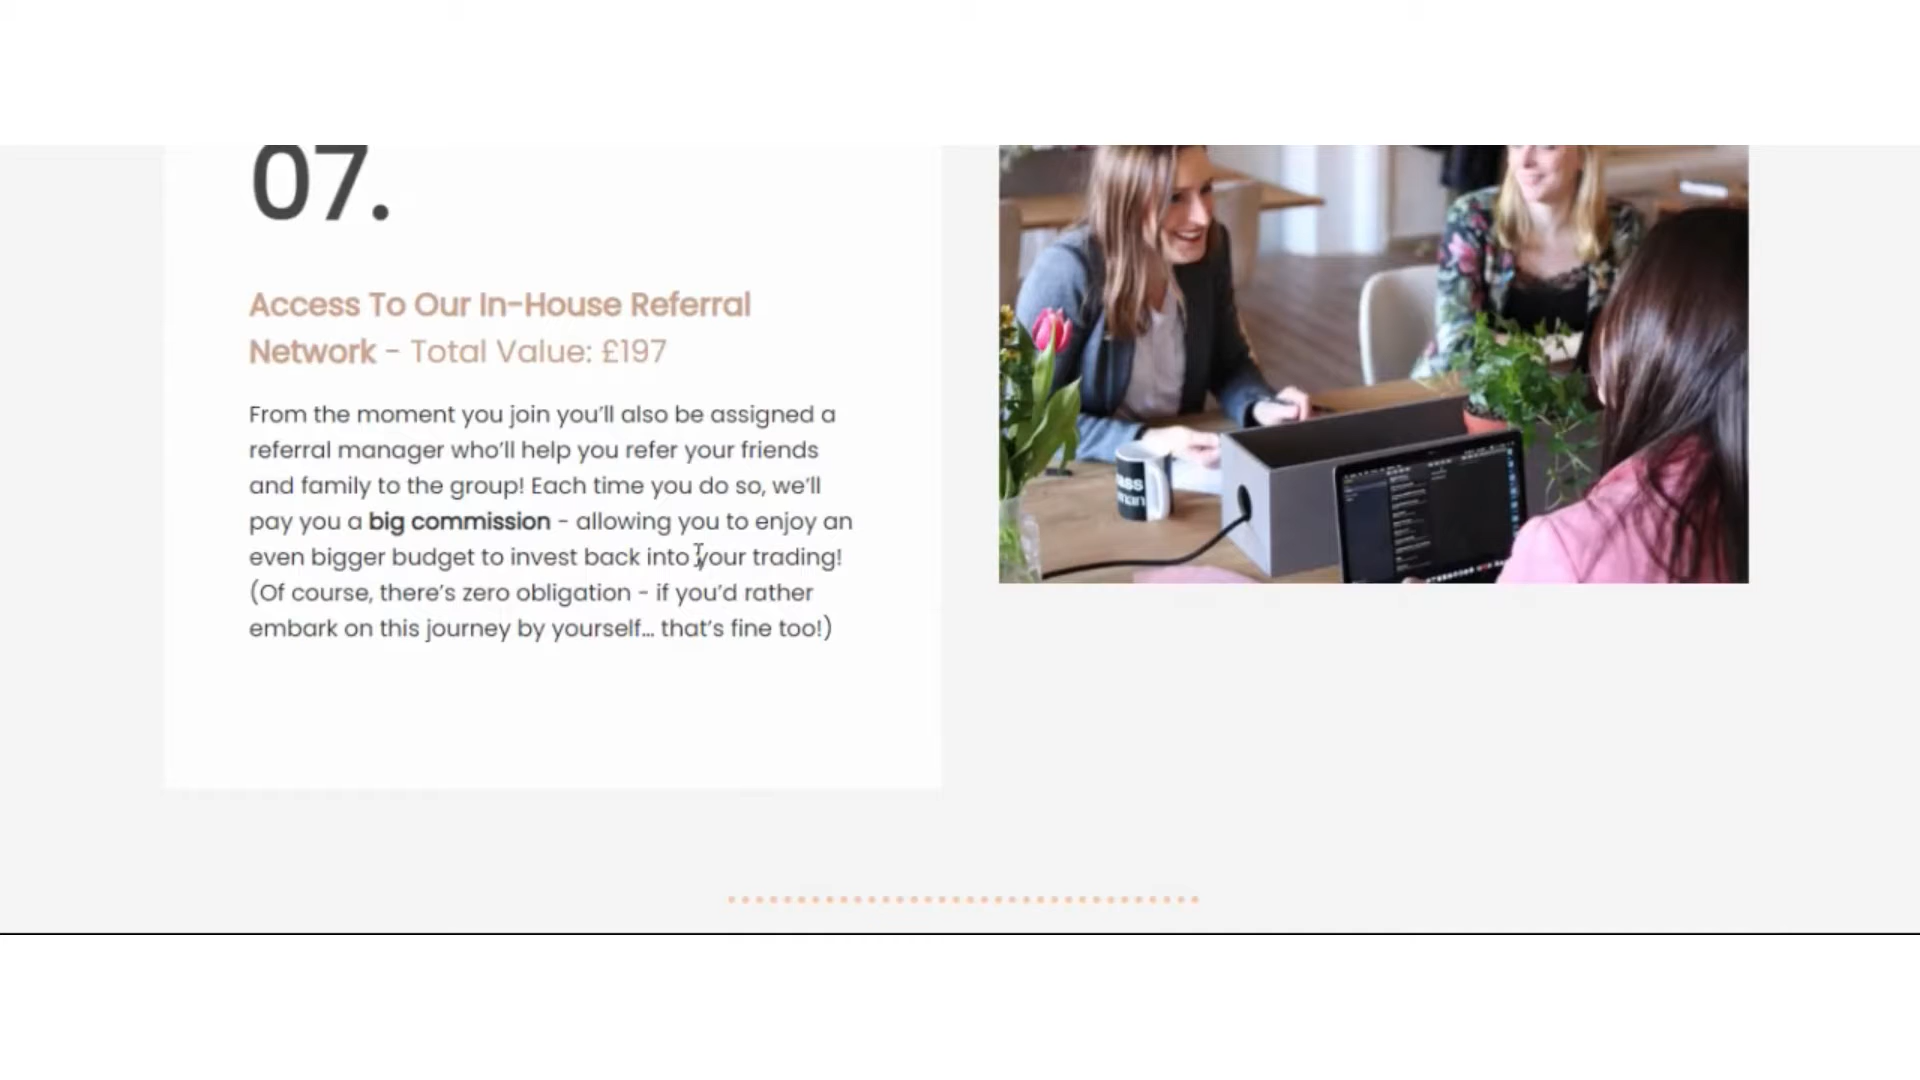 07.
Access To Our In-House Referral
Network - Total Value: £197
From the moment you join you'll also be assigned a
referral manager who'll help you refer your friends
and family to the group! Each time you do so, we'll
pay you a big commission - allowing you to enjoy an
even bigger budget to invest back into your trading!
(Of course, there's zero obligation - if you'd rather
embark on this journey by yourself... that's fine too!)